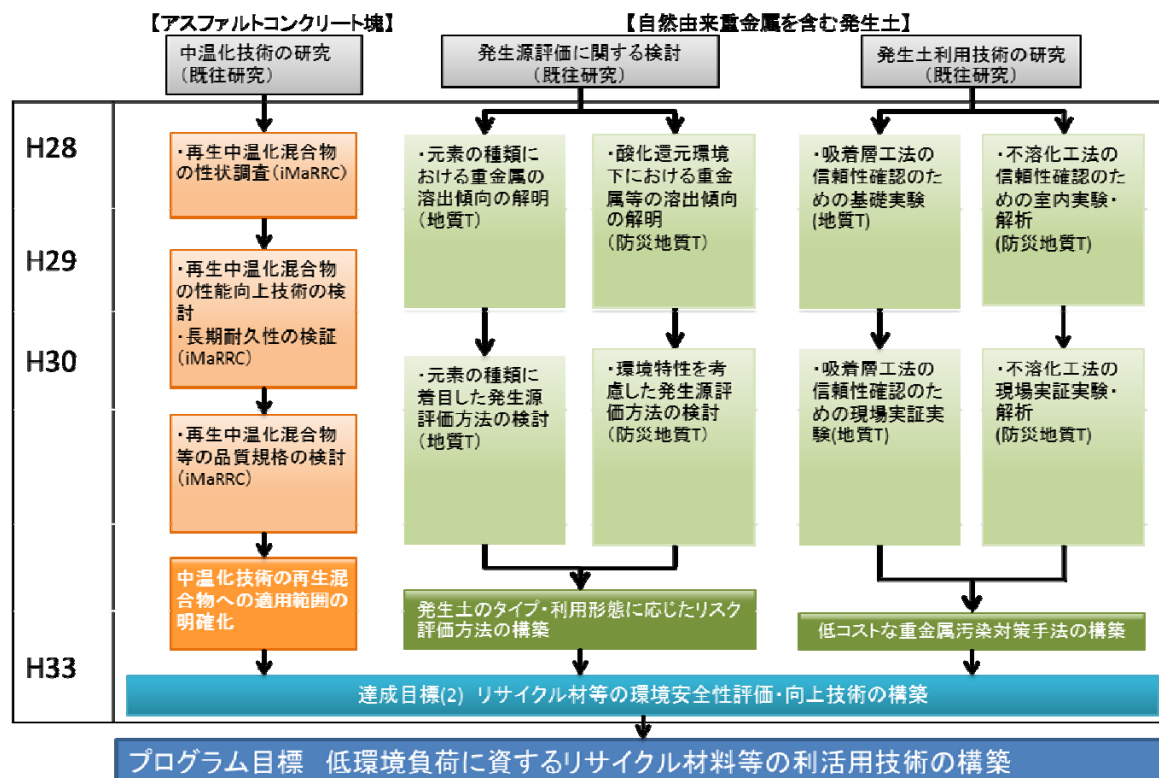 【アスファルトコンクリート塊】
【自然由来重金属を含む発生土】
中温化技術の研究
(既往研究)
発生源評価に関する検討
(既往研究)
発生土利用技術の研究
(既往研究)
H28
H29
H30
H33
・再生中温化混合物
の性状調査(iMaRRC)
・再生中温化混合物
の性能向上技術の検
討
・長期耐久性の検証
(iMaRRC)
・再生中温化混合物
等の品質規格の検討
(iMaRRC)
中温化技術の再生混
合物への適用範囲の
明確化
・元素の種類に
おける重金属の
溶出傾向の解明
(地質T)
・元素の種類に
着目した発生源
評価方法の検討
(地質T)
・酸化還元環境
下における重金
属等の溶出傾向
の解明
(防災地質T)
・環境特性を考
慮した発生源評
価方法の検討
(防災地質T)
発生土のタイプ・利用形態に応じたリスク
評価方法の構築
・吸着層工法の
信頼性確認のた
めの基礎実験
(地質T)
・吸着層工法の
信頼性確認のた
めの現場実証実
験(地質T)
・不溶化工法の
信頼性確認のた
めの室内実験・
解析
(防災地質T)
・不溶化工法の
現場実証実験・
解析
(防災地質T)
低コストな重金属汚染対策手法の構築
達成目標(2) リサイクル材等の環境安全性評価・向上技術の構築
プログラム目標 低環境負荷に資するリサイクル材料等の利活用技術の構築